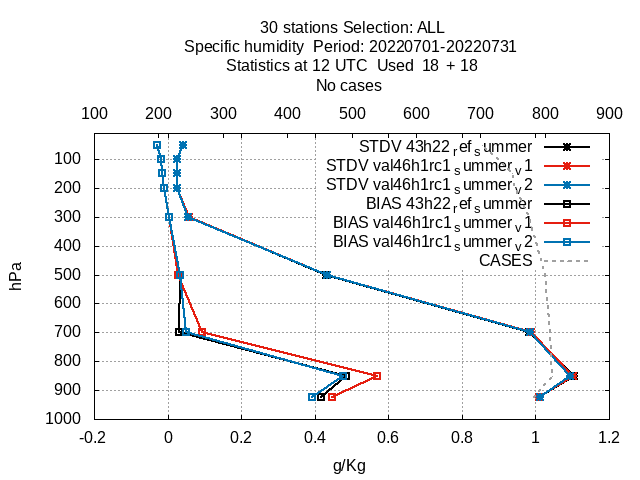 30 stations Selection: ALL
Specific humidity  Period: 20220701-20220731
Statistics at 12 UTC  Used  18  + 18
No cases
100 200 300 400 500 600 700 800 900
STDV 43h22_ref_summer
STDV val46h1rc1_summer_v1
STDV val46h1rc1_summer_v2
BIAS 43h22_ref_summer
BIAS val46h1rc1_summer_v1
BIAS val46h1rc1_summer_v2
CASES
100
200
300
400
500
600
700
800
900
1000
hPa
-0.2 0 0.2 0.4 0.6 0.8 1 1.2
g/Kg